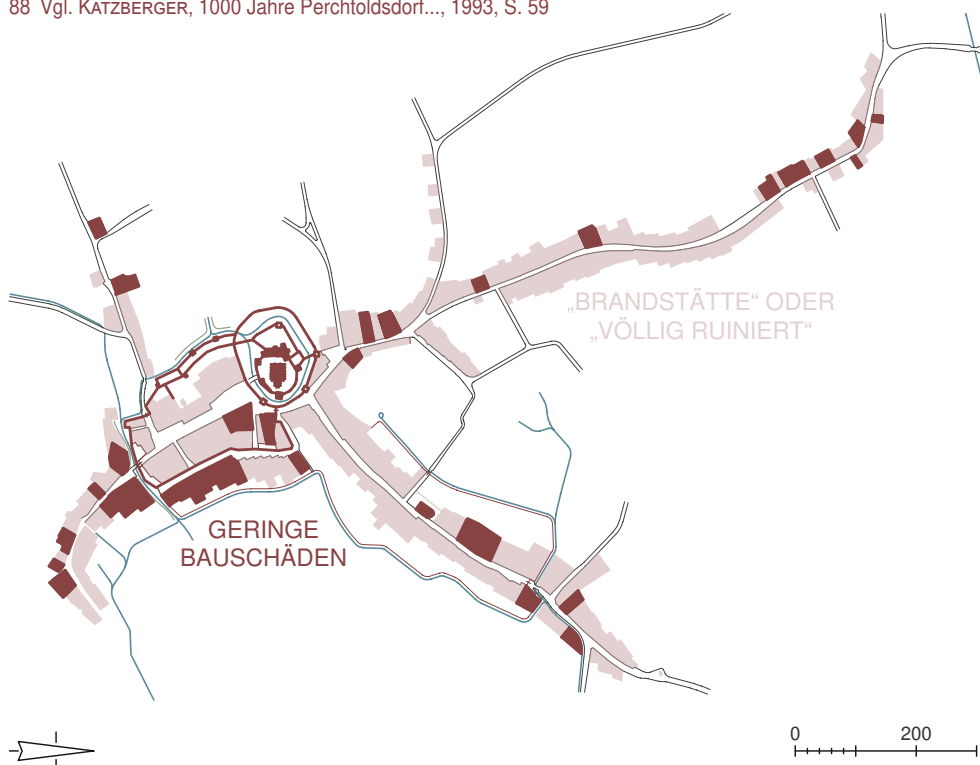 88 Vgl. KATZBERGER, 1000 Jahre Perchtoldsdorf..., 1993, S. 59
„BRANDSTÄTTE“ ODER
„VÖLLIG RUINIERT“
GERINGE
BAUSCHÄDEN
0 200